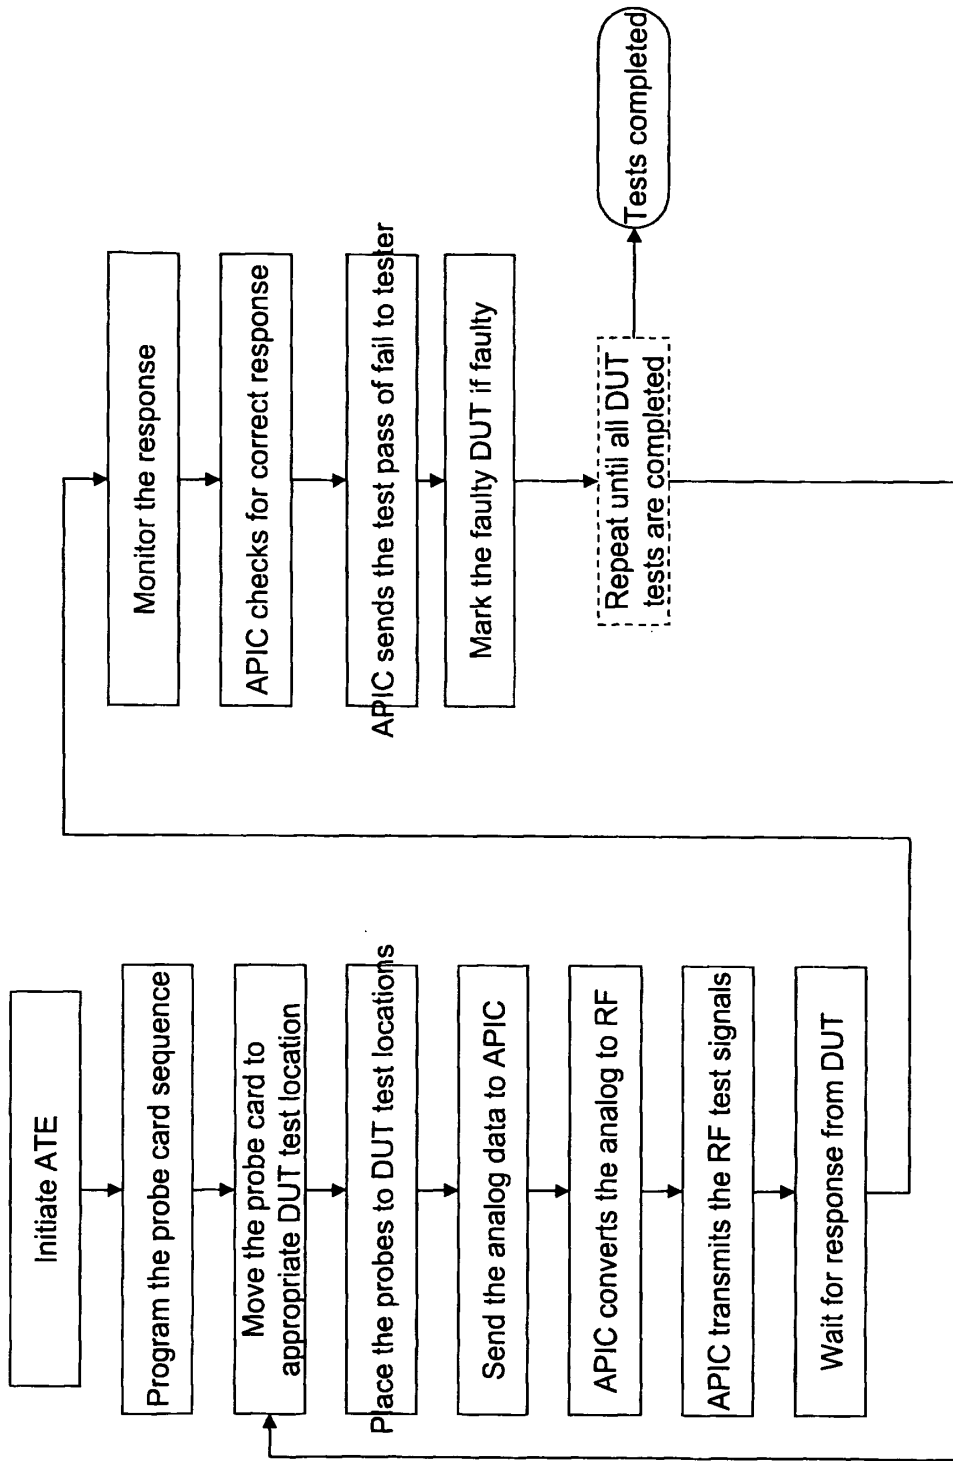 Initiate ATE
Program the probe card sequence
Move the probe card to
appropriate DUT test location
Place the probes to DUT test locations
Send the analog data to APIC
APIC converts the analog to RF
APIC transmits the RF test signals
Wait for response from DUT
Monitor the response
APIC checks for correct response
APIC sends the test pass of fail to tester
Mark the faulty DUT if faulty
Repeat until all DUT
tests are completed
Tests completed